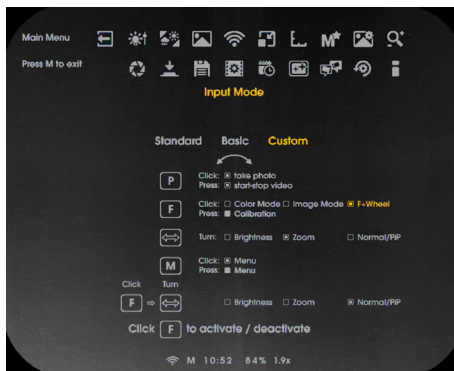 Main Menu
M★
Press M to exit
Input Mode
Standard Basic Custom
P Click: take photo
Press: start-stop video
F Click: Color Mode Image Mode F+Wheel
Press: Calibration
Turn: Brightness Zoom Normal/PiP
M Click: Menu
Press: Menu
Click Turn
F Brightness Zoom Normal/PiP
Click F to activate / deactivate
M 10:52 84% 1.9x